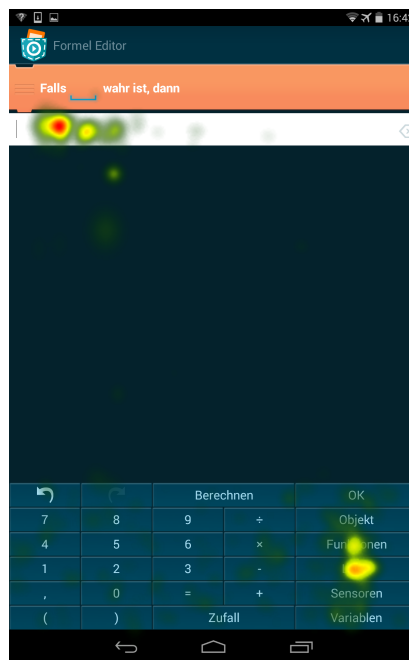 16:4
Formel Editor
Falls wahr ist, dann
Berechnen OK
7 8 9 ÷ Objekt
4 5 6 × Funktionen
1 2 3 -
, 0 = + Sensoren
( ) Zufall Variablen